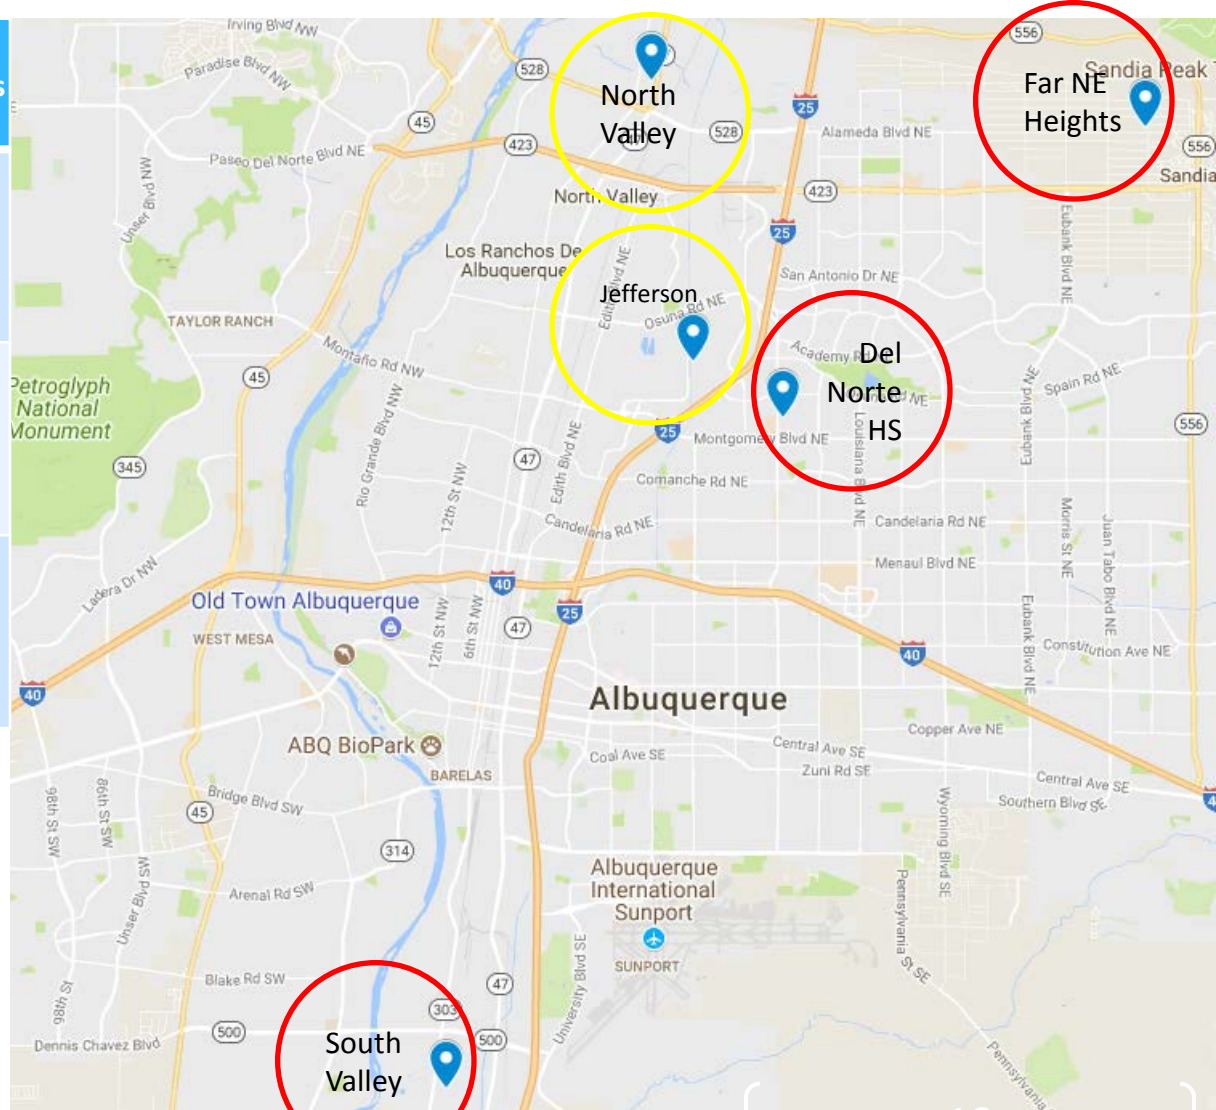 Irving Blvd NW
556
Paradise Blvd NW
528
North
Valley
Sandia Peak T
Far NE
Heights
s
25
45
47
528
Alameda Blvd NE
423
556
Paseo Del Norte Blvd NE
Sandia
North Valley
423
Unser Blvd NW
25
Eubank Blvd NE
Los Ranchos De
Albuquerque
Edith Blvd NE
San Antonio Dr NE
Jefferson
Osuna Rd NE
TAYLOR RANCH
Montaño Rd NW
Academy Rd
Del
Norte
HS
Petroglyph
National
Monument
45
Spain Rd NE
Rio Grande Blvd NW
Edith Blvd NE
25
Montgomery Blvd NE
Louisiana Blvd NE
Eubank Blvd NE
556
345
47
12th St NW
Comanche Rd NE
Candelaria Rd NE
Candelaria Rd NE
Morris St NE
Juan Tabo Blvd NE
Menaul Blvd NE
Ladera Dr NW
40
Old Town Albuquerque
25
WEST MESA
12th St NW
6th St NW
47
Eubank Blvd NE
Constitution Ave NE
40
40
Albuquerque
Copper Ave NE
ABQ BioPark
Coal Ave SE
Central Ave SE
Zuni Rd SE
BARELAS
Central Ave SE
Southern Blvd SE
4
98th St SW
86th St SW
Bridge Blvd SW
45
Wyoming Blvd SE
314
Albuquerque
International
Sunport
Unser Blvd SW
Arenal Rd SW
Pennsylvania St SE
SUNPORT
University Blvd SE
Blake Rd SW
47
98th St
303
500
500
Dennis Chavez Blvd
South
Valley
Pennsylvania